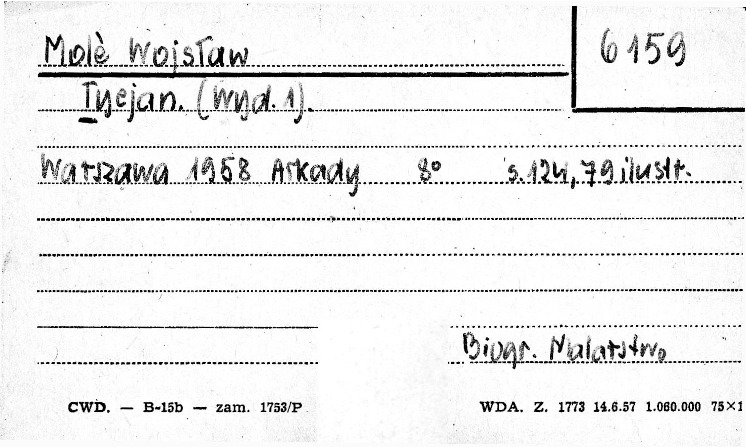 Molè Wojsław
6159
Tycjan. (Wyd. 1).
Warszawa 1958 Arkady 8° s. 124, 79 ilustr.
Biogr. Malarstwo
CWD. — B-15b — zam. 1753/P
WDA. Z. 1773 14.6.57 1.060.000 75×1